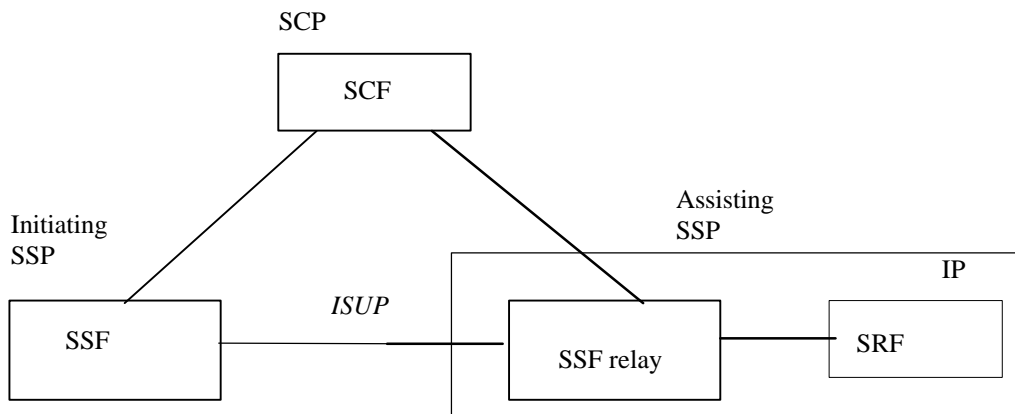 SCP
SCF
Assisting
SSP
Initiating
SSP
IP
ISUP
SSF
SSF relay
SRF